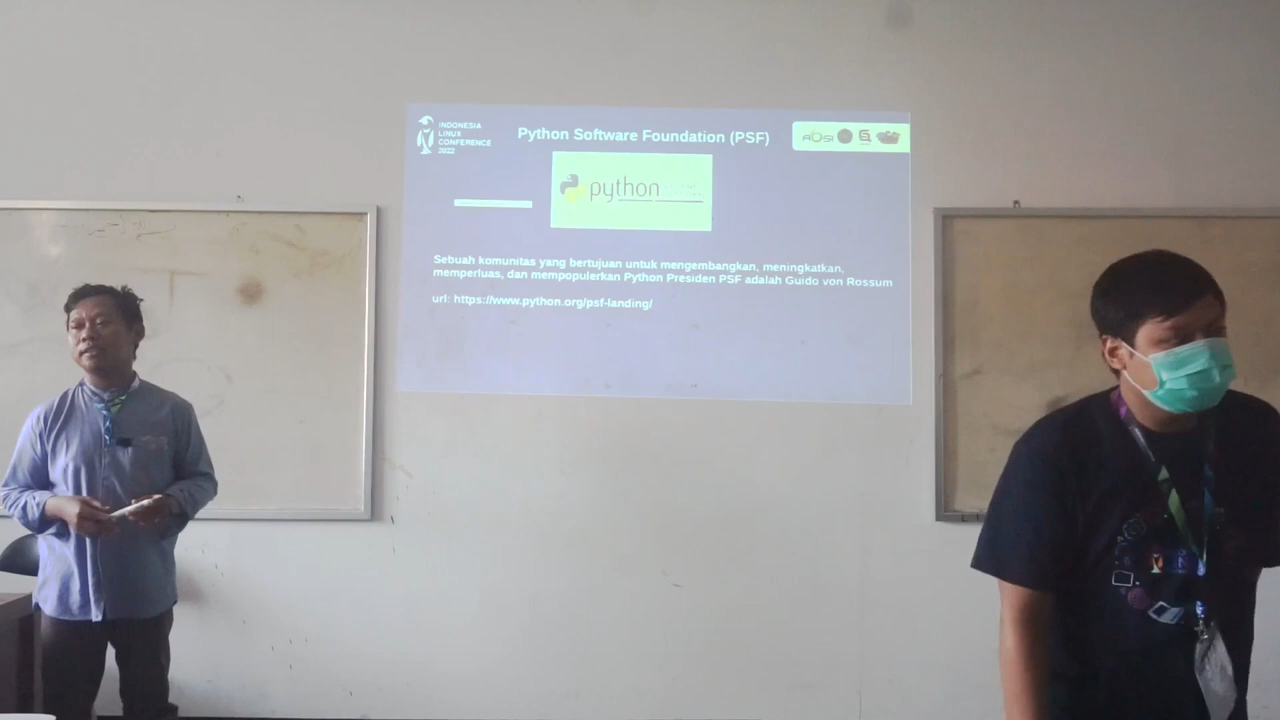 INDONESIA
LINUX
CONFERENCE
2022
Python Software Foundation (PSF)
AOSI
python
Sebuah komunitas yang bertujuan untuk mengembangkan, meningkatkan,
memperluas, dan mempopulerkan Python Presiden PSF adalah Guido von Rossum
url: https://www.python.org/psf-landing/